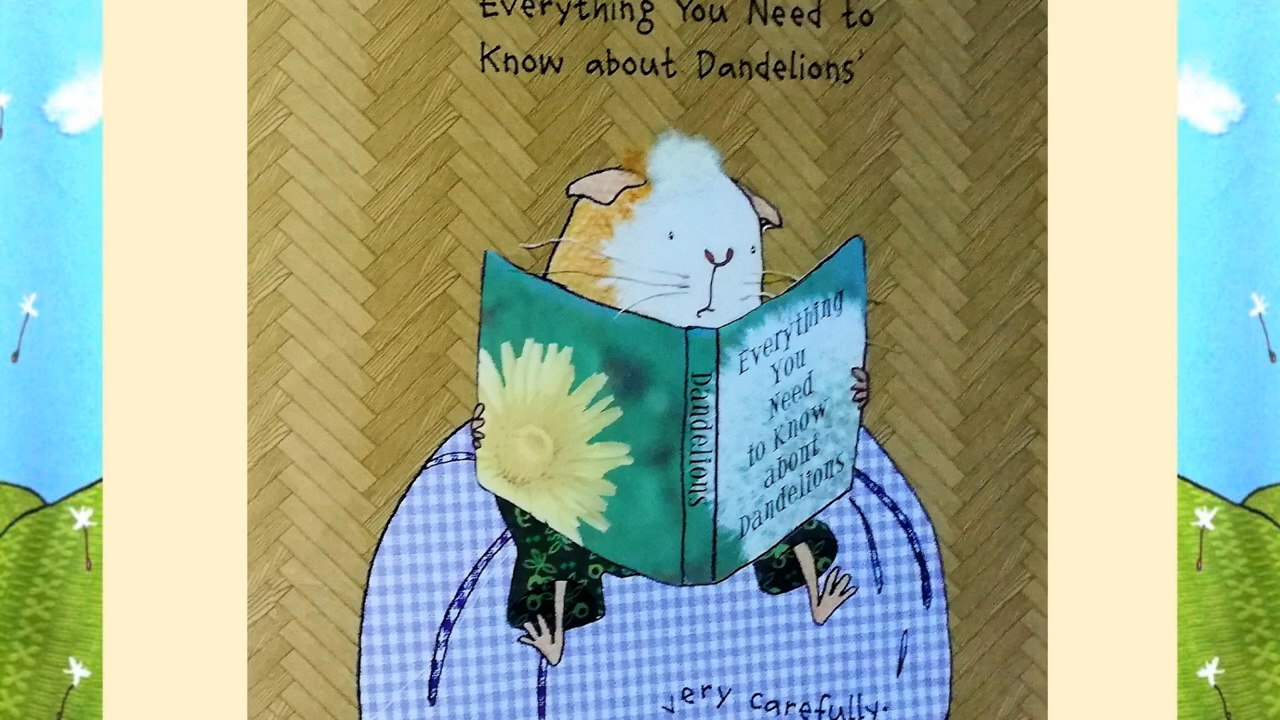 Everything You Need to
Know about Dandelions'
Dandelions
Everything
You
Need
to Know
about
Dandelions
very carefully.